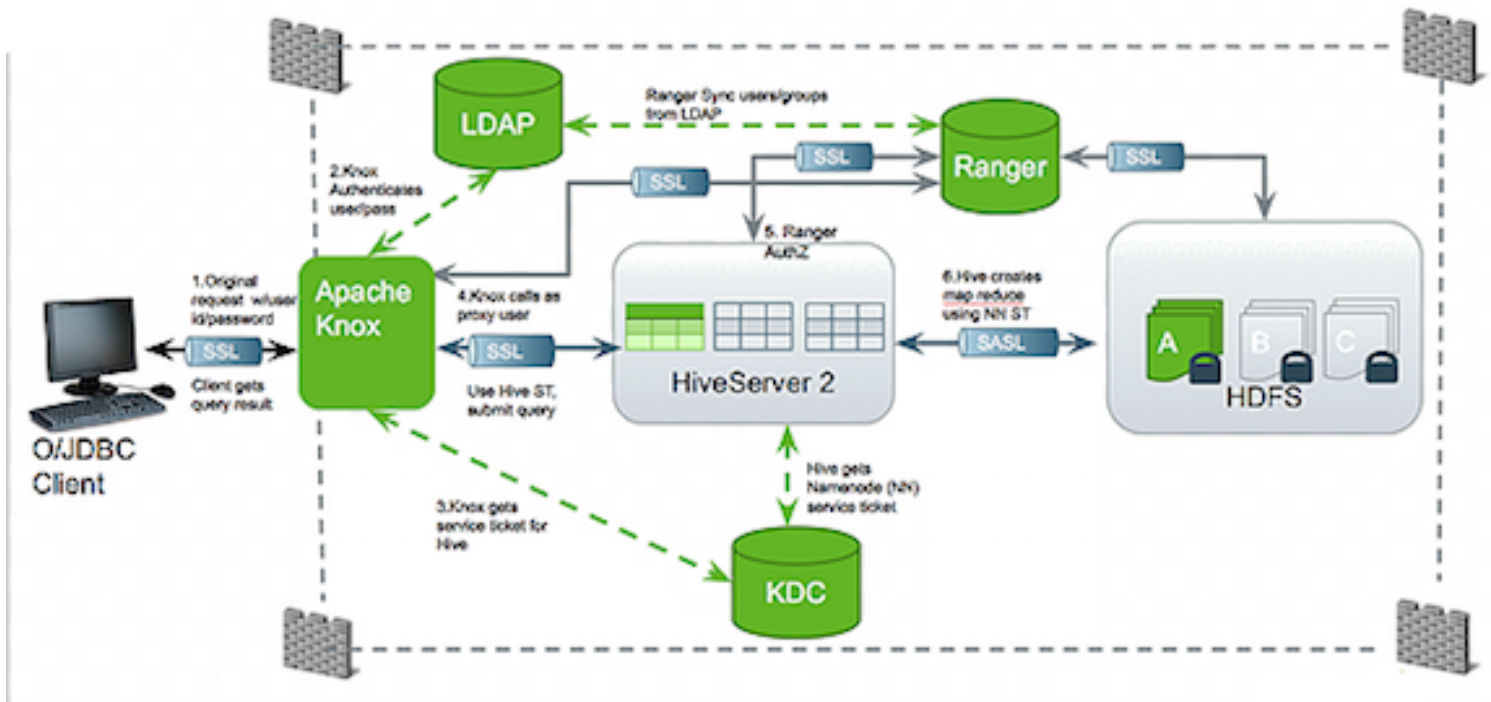 LDAP
Ranger Sync users/groups
from LDAP
Ranger
SSL
SSL
SSL
2.Knox
Authenticates
user/pass
5. Ranger
AuthZ
1.Original
request w/user
id/password
SSL
Client gets
query result
O/JDBC
Client
Apache
Knox
4.Knox calls as
proxy user
SSL
Use Hive ST,
submit query
HiveServer 2
6.Hive creates
map reduce
using NN ST
SASL
A
B
C
HDFS
3.Knox gets
service ticket for
Hive
Hive gets
Namenode (NN)
service ticket
KDC